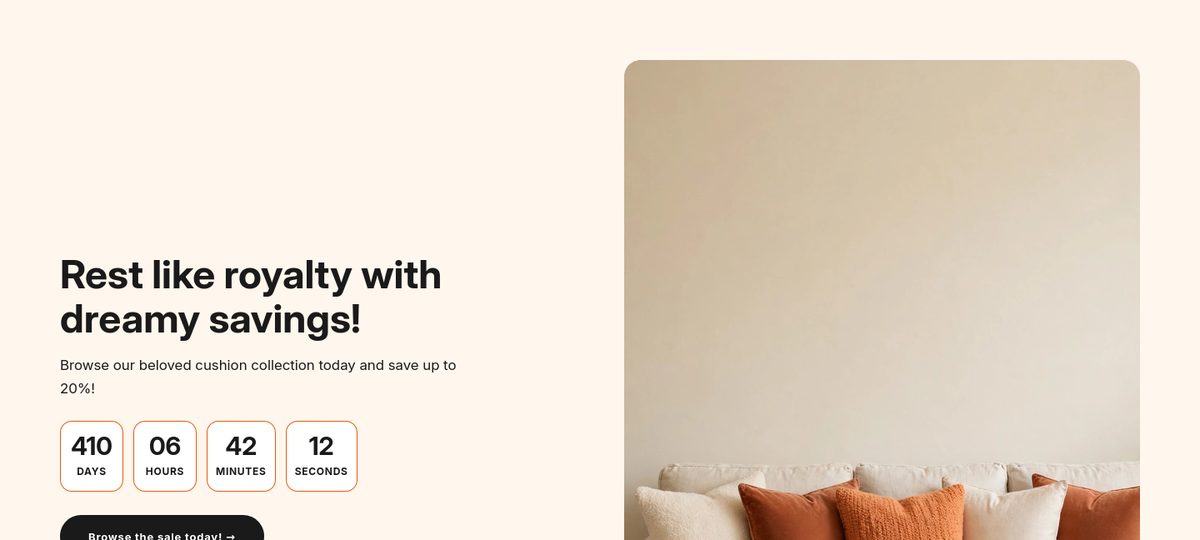 Rest like royalty with
dreamy savings!
Browse our beloved cushion collection today and save up to
20%!
410 06 42 12
DAYS HOURS MINUTES SECONDS
Browse the sale today! →